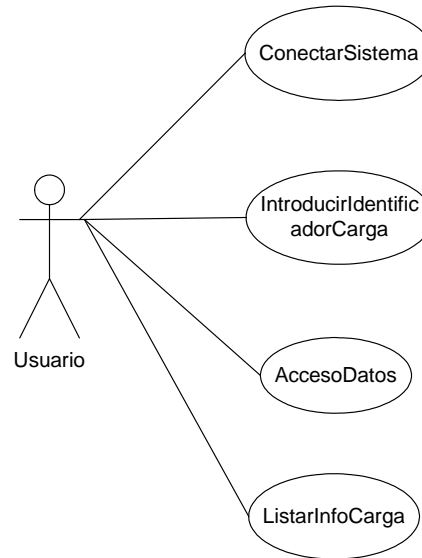 ConectarSistema
IntroducirIdentific
adorCarga
Usuario
AccesoDatos
ListarInfoCarga